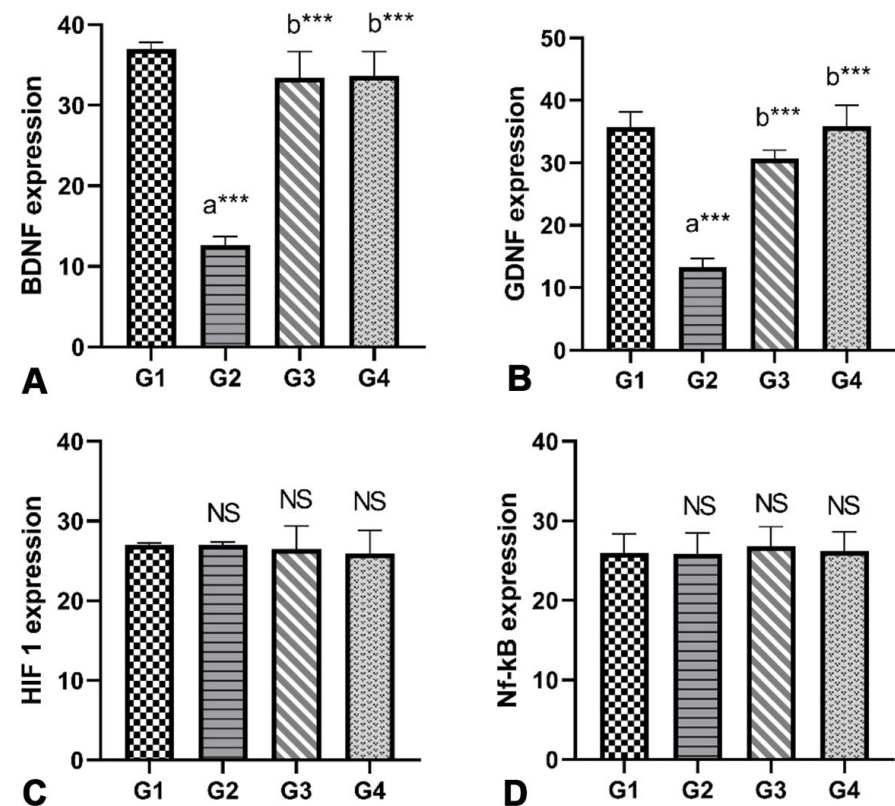 BDNF expression
40
30
20
10
0
a***
b***
b***
G1 G2 G3 G4
A
GDNF expression
50
40
30
20
10
0
a***
b***
b***
G1 G2 G3 G4
B
HIF 1 expression
40
30
20
10
0
NS
NS
NS
G1 G2 G3 G4
C
Nf-kB expression
40
30
20
10
0
NS
NS
NS
G1 G2 G3 G4
D